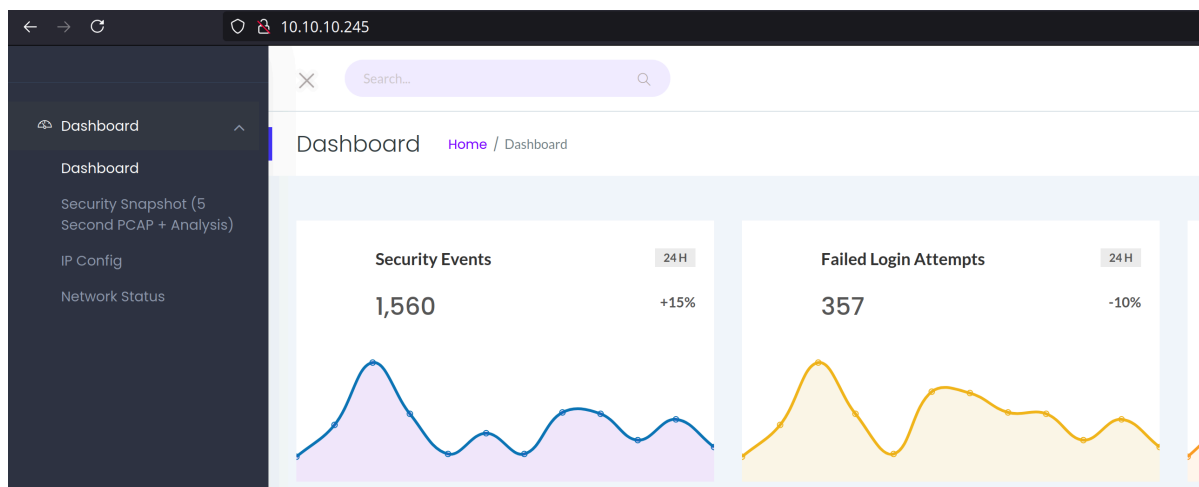 10.10.10.245
Dashboard
Dashboard
Security Snapshot (5
Second PCAP + Analysis)
IP Config
Network Status
Search...
Dashboard
Home / Dashboard
Security Events
24 H
1,560
+15%
Failed Login Attempts
24 H
357
-10%